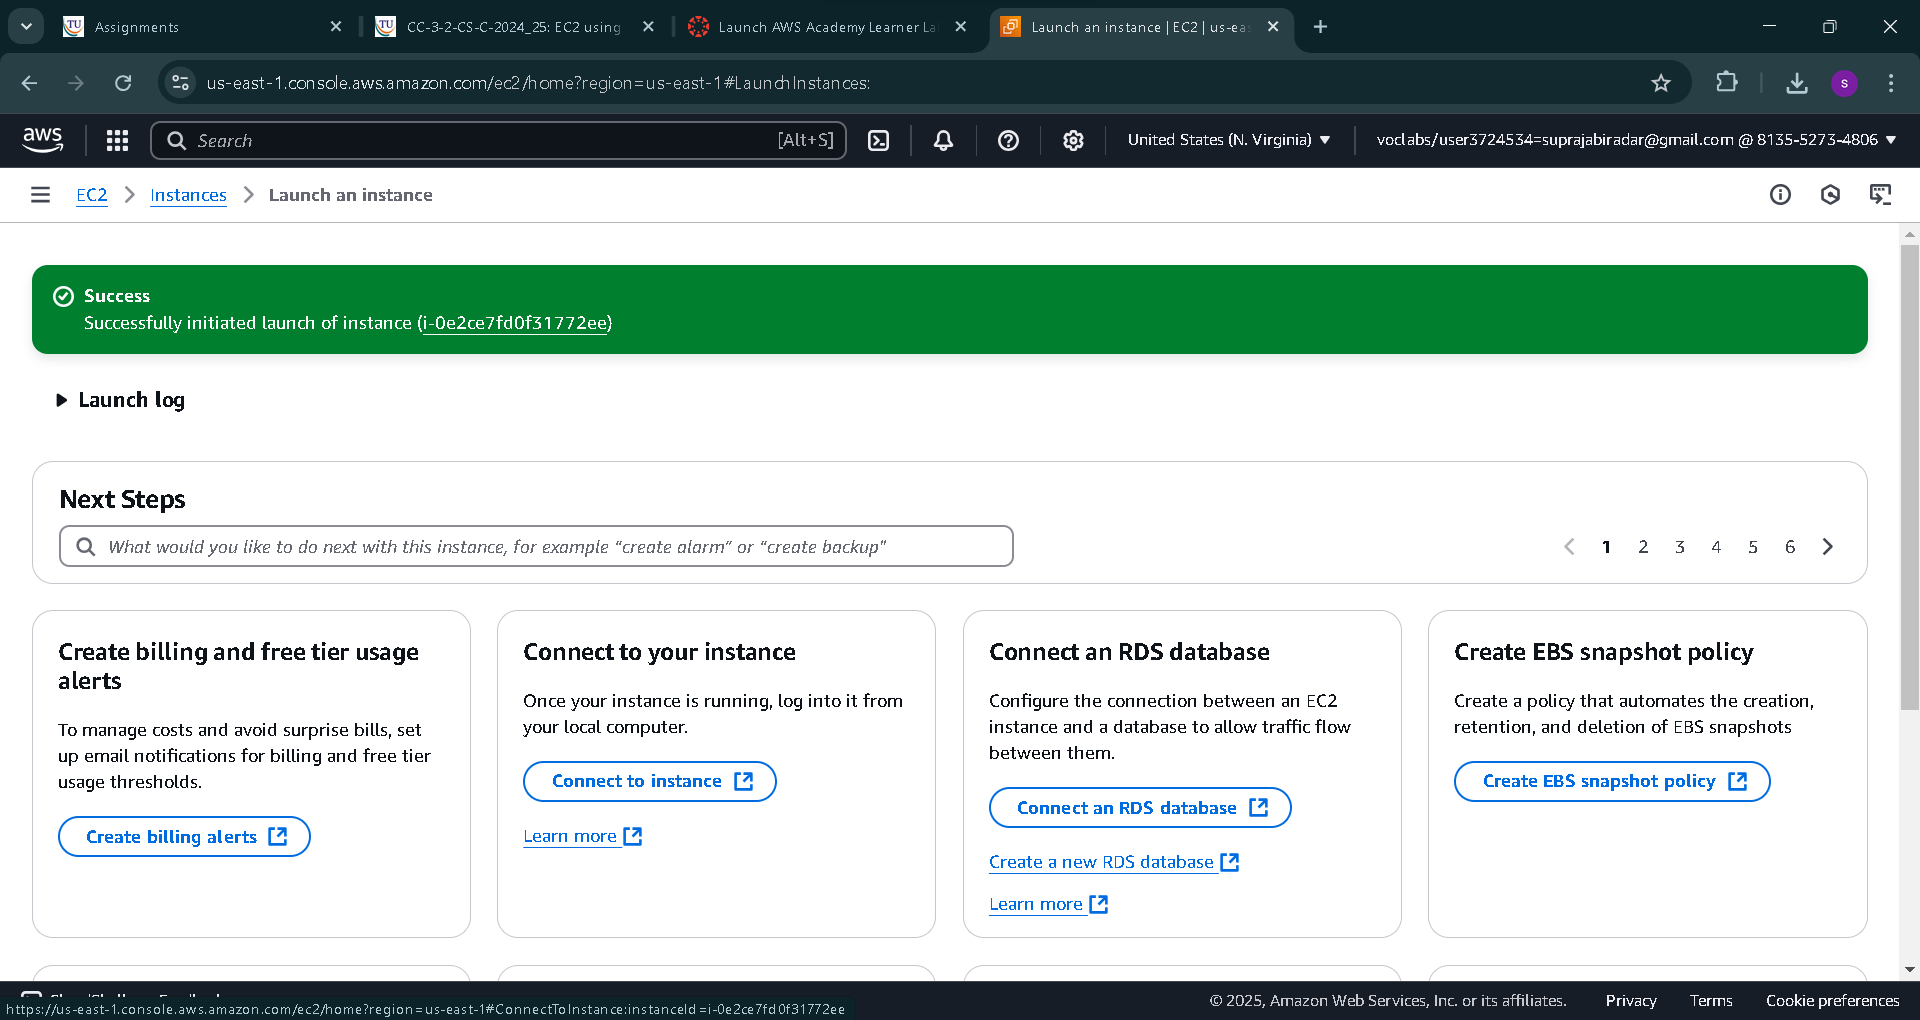 Assignments
CC-3-2-CS-C-2024_25: EC2 using
Launch AWS Academy Learner La
Launch an instance | EC2 | us-eas
us-east-1.console.aws.amazon.com/ec2/home?region=us-east-1#LaunchInstances:
S
aws
Search
[Alt+S]
United States (N. Virginia)
voclabs/user3724534=suprajabiradar@gmail.com @ 8135-5273-4806
EC2
Instances
Launch an instance
Success
Successfully initiated launch of instance (i-0e2ce7fd0f31772ee)
Launch log
Next Steps
What would you like to do next with this instance, for example "create alarm" or "create backup"
1 2 3 4 5 6
Create billing and free tier usage
alerts
To manage costs and avoid surprise bills, set
up email notifications for billing and free tier
usage thresholds.
Create billing alerts
Connect to your instance
Once your instance is running, log into it from
your local computer.
Connect to instance
Learn more
Connect an RDS database
Configure the connection between an EC2
instance and a database to allow traffic flow
between them.
Connect an RDS database
Create a new RDS database
Learn more
Create EBS snapshot policy
Create a policy that automates the creation,
retention, and deletion of EBS snapshots
Create EBS snapshot policy
https://us-east-1.console.aws.amazon.com/ec2/home?region=us-east-1#ConnectToInstance:instanceId=i-0e2ce7fd0f31772ee
© 2025, Amazon Web Services, Inc. or its affiliates.
Privacy
Terms
Cookie preferences